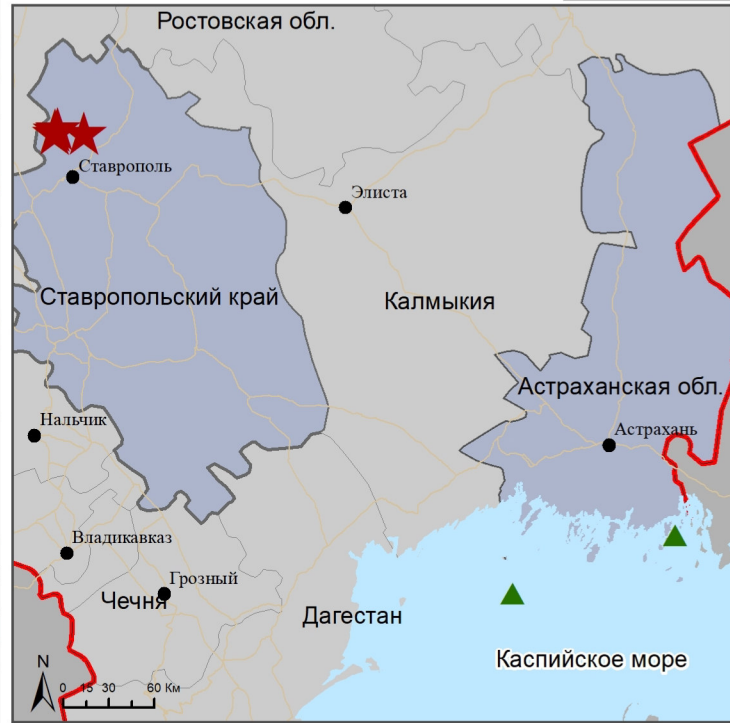 Ростовская обл.
Ставрополь
Элиста
Ставропольский край
Калмыкия
Астраханская обл.
Нальчик
Астрахань
Владикавказ
Грозный
Чечня
Дагестан
Каспийское море
N
0 15 30 60 Км